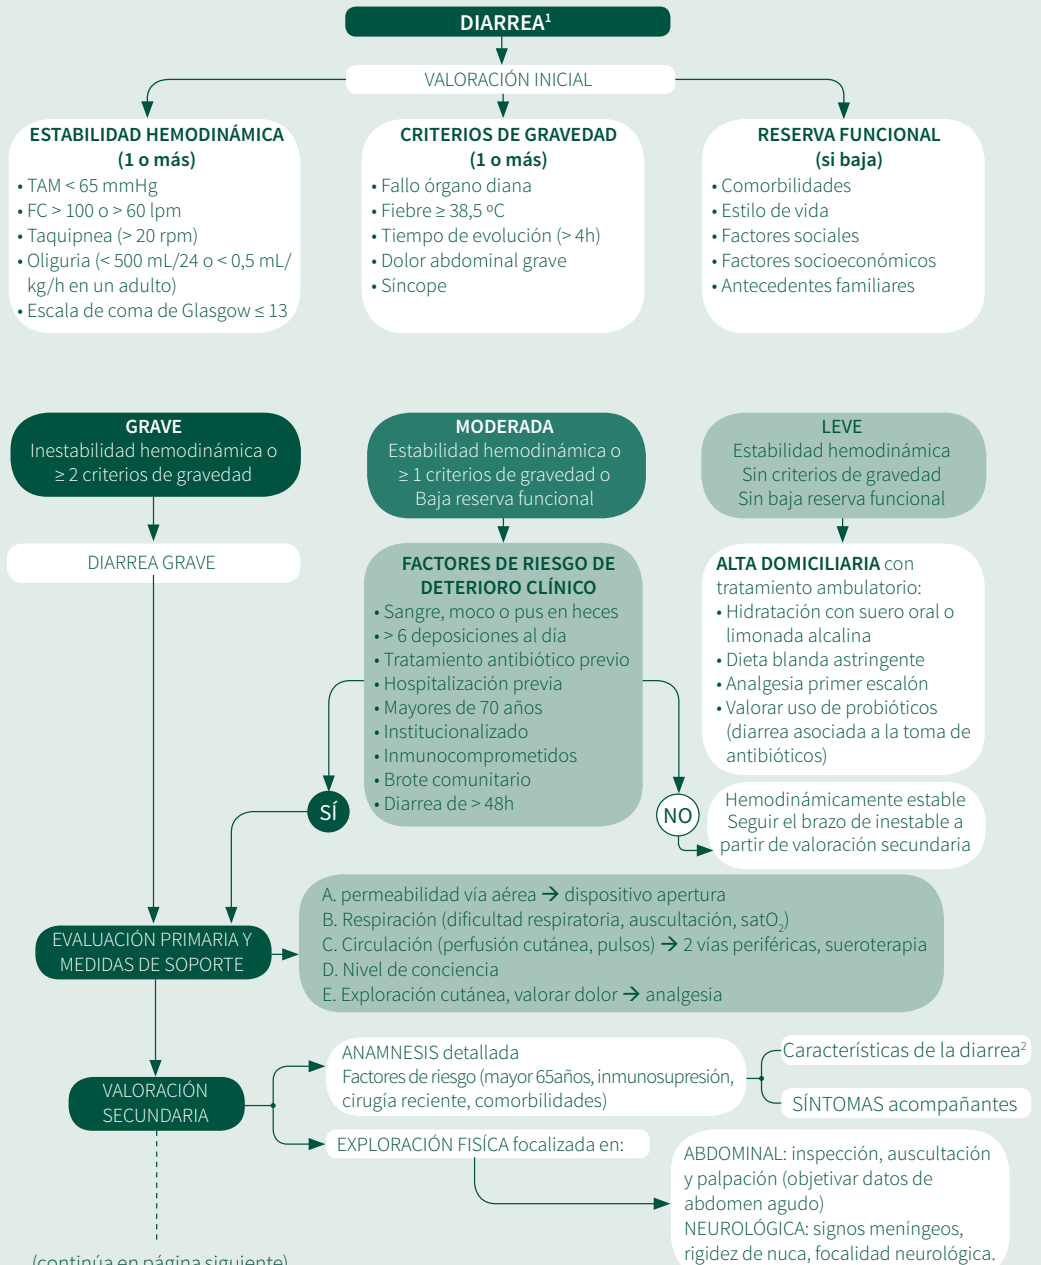 DIARREA¹
VALORACIÓN INICIAL
ESTABILIDAD HEMODINÁMICA
(1 o más)
• TAM < 65 mmHg
• FC > 100 o > 60 lpm
• Taquipnea (> 20 rpm)
• Oliguria (< 500 mL/24 o < 0,5 mL/
kg/h en un adulto)
• Escala de coma de Glasgow ≤ 13
CRITERIOS DE GRAVEDAD
(1 o más)
• Fallo órgano diana
• Fiebre ≥ 38,5 ºC
• Tiempo de evolución (> 4h)
• Dolor abdominal grave
• Síncope
RESERVA FUNCIONAL
(si baja)
• Comorbilidades
• Estilo de vida
• Factores sociales
• Factores socioeconómicos
• Antecedentes familiares
GRAVE
Inestabilidad hemodinámica o
≥ 2 criterios de gravedad
MODERADA
Estabilidad hemodinámica o
≥ 1 criterios de gravedad o
Baja reserva funcional
LEVE
Estabilidad hemodinámica
Sin criterios de gravedad
Sin baja reserva funcional
DIARREA GRAVE
FACTORES DE RIESGO DE
DETERIORO CLÍNICO
• Sangre, moco o pus en heces
• > 6 deposiciones al día
• Tratamiento antibiótico previo
• Hospitalización previa
• Mayores de 70 años
• Institucionalizado
• Inmunocomprometidos
• Brote comunitario
• Diarrea de > 48h
ALTA DOMICILIARIA con
tratamiento ambulatorio:
• Hidratación con suero oral o
limonada alcalina
• Dieta blanda astringente
• Analgesia primer escalón
• Valorar uso de probióticos
(diarrea asociada a la toma de
antibióticos)
SÍ
NO
Hemodinámicamente estable
Seguir el brazo de inestable a
partir de valoración secundaria
EVALUACIÓN PRIMARIA Y
MEDIDAS DE SOPORTE
A. permeabilidad vía aérea → dispositivo apertura
B. Respiración (dificultad respiratoria, auscultación, satO₂)
C. Circulación (perfusión cutánea, pulsos) → 2 vías periféricas, sueroterapia
D. Nivel de conciencia
E. Exploración cutánea, valorar dolor → analgesia
VALORACIÓN
SECUNDARIA
ANAMNESIS detallada
Factores de riesgo (mayor 65años, inmunosupresión,
cirugía reciente, comorbilidades)
Características de la diarrea²
SÍNTOMAS acompañantes
EXPLORACIÓN FISÍCA focalizada en:
ABDOMINAL: inspección, auscultación
y palpación (objetivar datos de
abdomen agudo)
NEUROLÓGICA: signos meníngeos,
rigidez de nuca, focalidad neurológica.
(continúa en página siguiente)